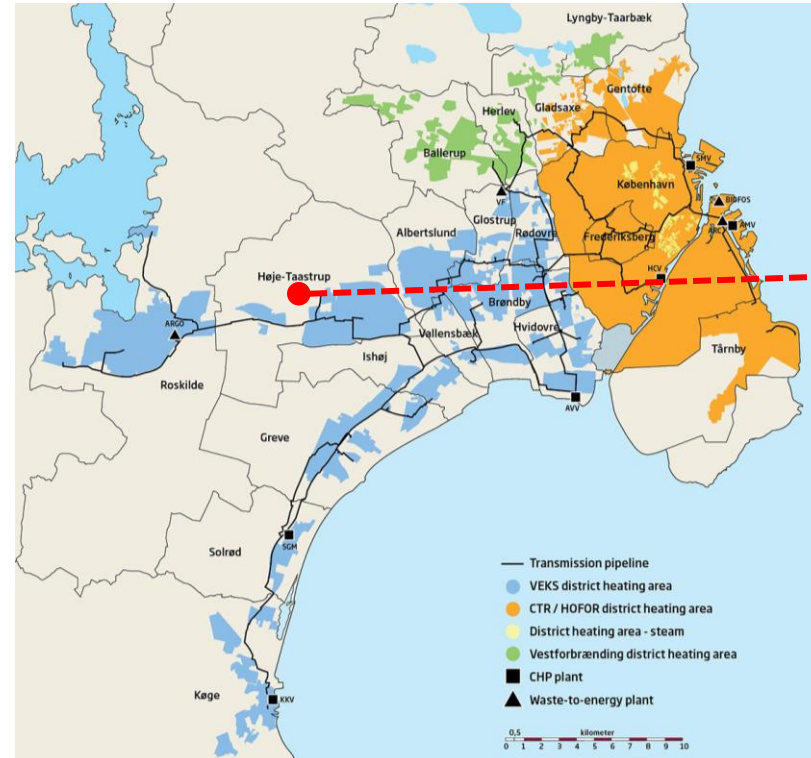 Lyngby-Taarbæk
Gentofte
Gladsaxe
Herlev
Ballerup
SMV
København
VF
BIOFOS
Glostrup
Albertslund
Rødovre
ARC
AMV
Frederiksberg
Høje-Taastrup
HCV
Brøndby
ARGO
Hvidovre
Vallensbæk
Tårnby
Ishøj
Roskilde
AVV
Greve
SGM
Solrød
Transmission pipeline
VEKS district heating area
CTR / HOFOR district heating area
District heating area - steam
Vestforbrænding district heating area
CHP plant
Waste-to-energy plant
Køge
KKV
0,5 kilometer
0 1 2 3 4 5 6 7 8 9 10